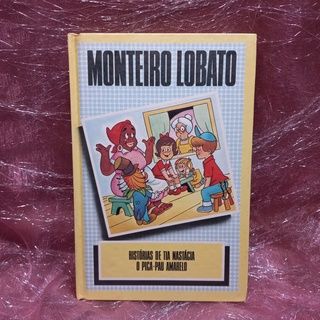 MONTEIRO LOBATO
HISTÓRIAS DE TIA NASTÁCIA
O PICA-PAU AMARELO